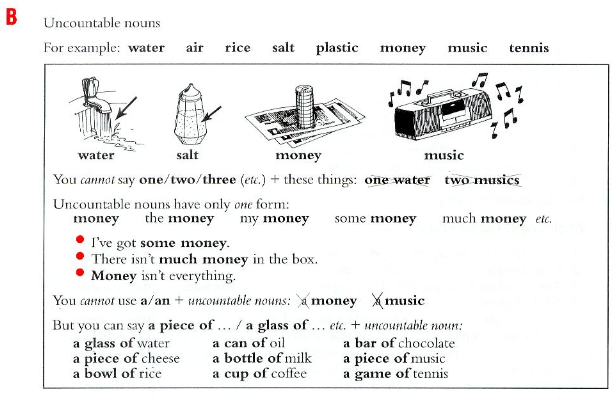 B Uncountable nouns
For example: water air rice salt plastic money music tennis
water salt money music
You cannot say one/two/three (etc.) + these things: one water two musics
Uncountable nouns have only one form:
money the money my money some money much money etc.
• I've got some money.
• There isn't much money in the box.
• Money isn't everything.
You cannot use a/an + uncountable nouns: a money a music
But you can say a piece of ... / a glass of ... etc. + uncountable noun:
a glass of water a can of oil a bar of chocolate
a piece of cheese a bottle of milk a piece of music
a bowl of rice a cup of coffee a game of tennis